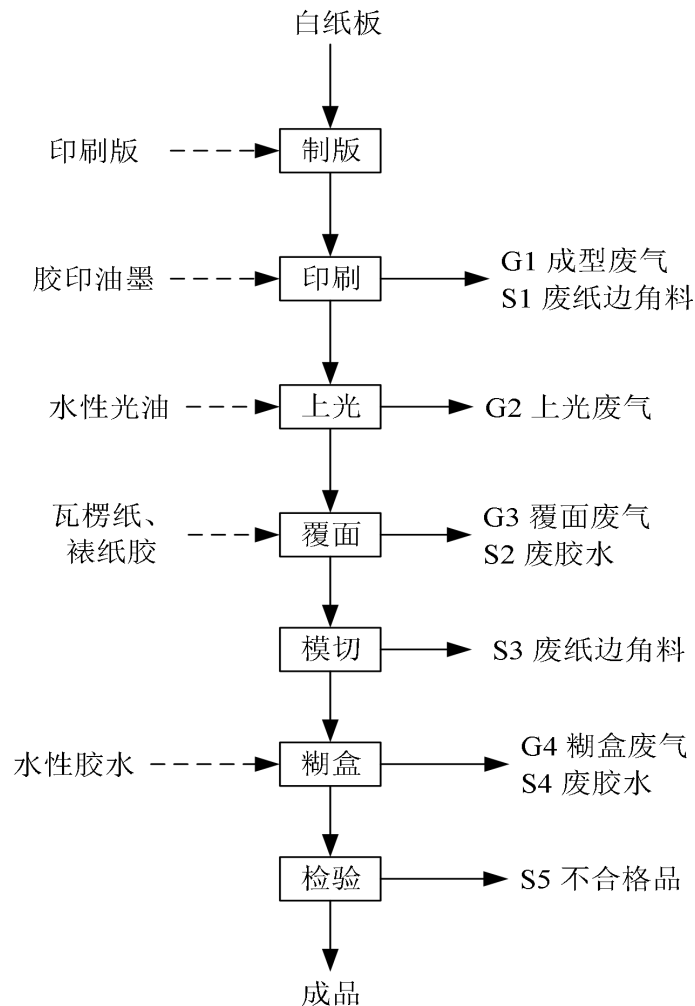 白纸板
印刷版
制版
胶印油墨
印刷
G1 成型废气
S1 废纸边角料
水性光油
上光
G2 上光废气
瓦楞纸、
裱纸胶
覆面
G3 覆面废气
S2 废胶水
模切
S3 废纸边角料
水性胶水
糊盒
G4 糊盒废气
S4 废胶水
检验
S5 不合格品
成品